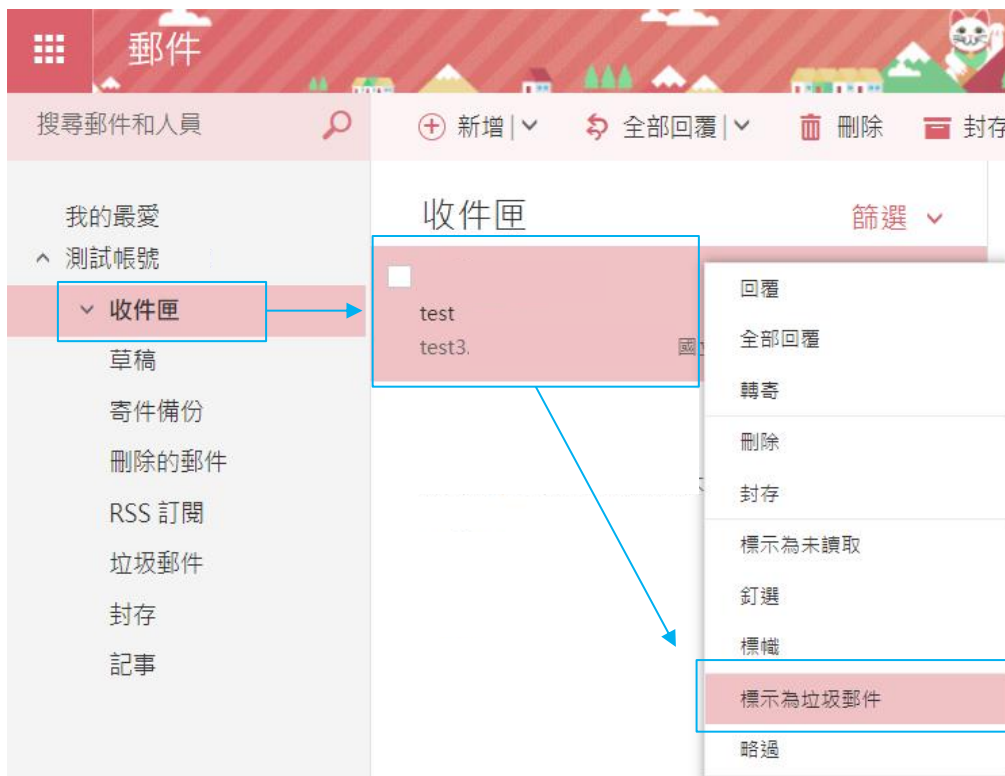 郵件
搜尋郵件和人員
新增
全部回覆
刪除
封存
我的最愛
測試帳號
收件匣
草稿
寄件備份
刪除的郵件
RSS 訂閱
垃圾郵件
封存
記事
收件匣
篩選
test
test3.
國
回覆
全部回覆
轉寄
刪除
封存
標示為未讀取
釘選
標幟
標示為垃圾郵件
略過